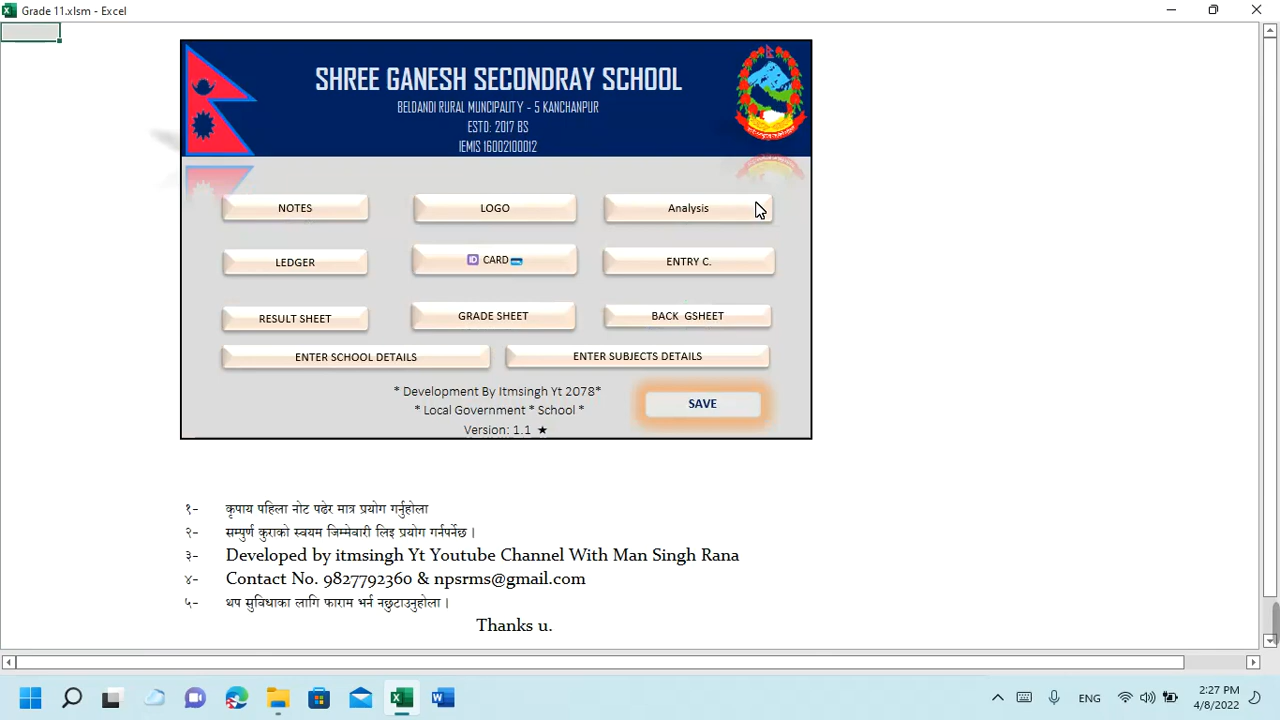 Grade 11.xlsm - Excel
SHREE GANESH SECONDRAY SCHOOL
BELDANDI RURAL MUNCIPALITY - 5 KANCHANPUR
ESTD: 2017 BS
IEMIS 16002100012
NOTES
LOGO
Analysis
LEDGER
ID CARD
ENTRY C.
RESULT SHEET
GRADE SHEET
BACK GSHEET
ENTER SCHOOL DETAILS
ENTER SUBJECTS DETAILS
* Development By Itmsingh Yt 2078*
* Local Government * School *
Version: 1.1 ★
SAVE
१- कृपाय पहिला नोट पढेर मात्र प्रयोग गर्नुहोला
२- सम्पुर्ण कुराको स्वयम जिम्मेबारी लिइ प्रयोग गर्नपर्नेछ ।
३- Developed by itmsingh Yt Youtube Channel With Man Singh Rana
४- Contact No. 9827792360 & npsrms@gmail.com
५- थप सुविधाका लागि फाराम भर्न नछुटाउनुहोला ।
Thanks u.
ENG
2:27 PM
4/8/2022